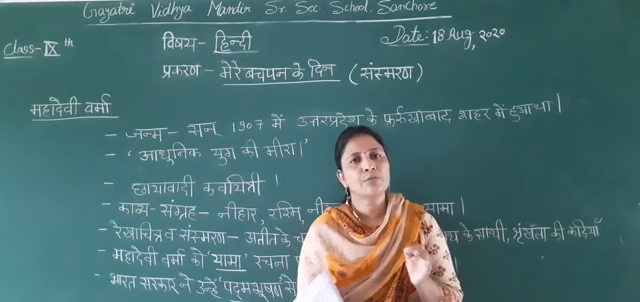 Gayatri Vidhya Mandir Sr. Sec School, Sanchore
Class - IX th
विषय - हिन्दी
Date: 18 Aug, 2020
प्रकरण - मेरे बचपन के दिन (संस्मरण)
महादेवी वर्मा
- जन्म - सन् 1907 में उत्तरप्रदेश के फर्रुखाबाद शहर में हुआ था।
- 'आधुनिक युग की मीरा।'
- छायावादी कवयित्री।
- काव्य-संग्रह - नीहार, रश्मि, यामा।
- रेखाचित्र व संस्मरण - अतीत के के साथी, श्रृंखला की कड़ियाँ
- महादेवी वर्मा को 'यामा' रचना
- भारत सरकार ने उन्हें 'पद्मभूषण' से